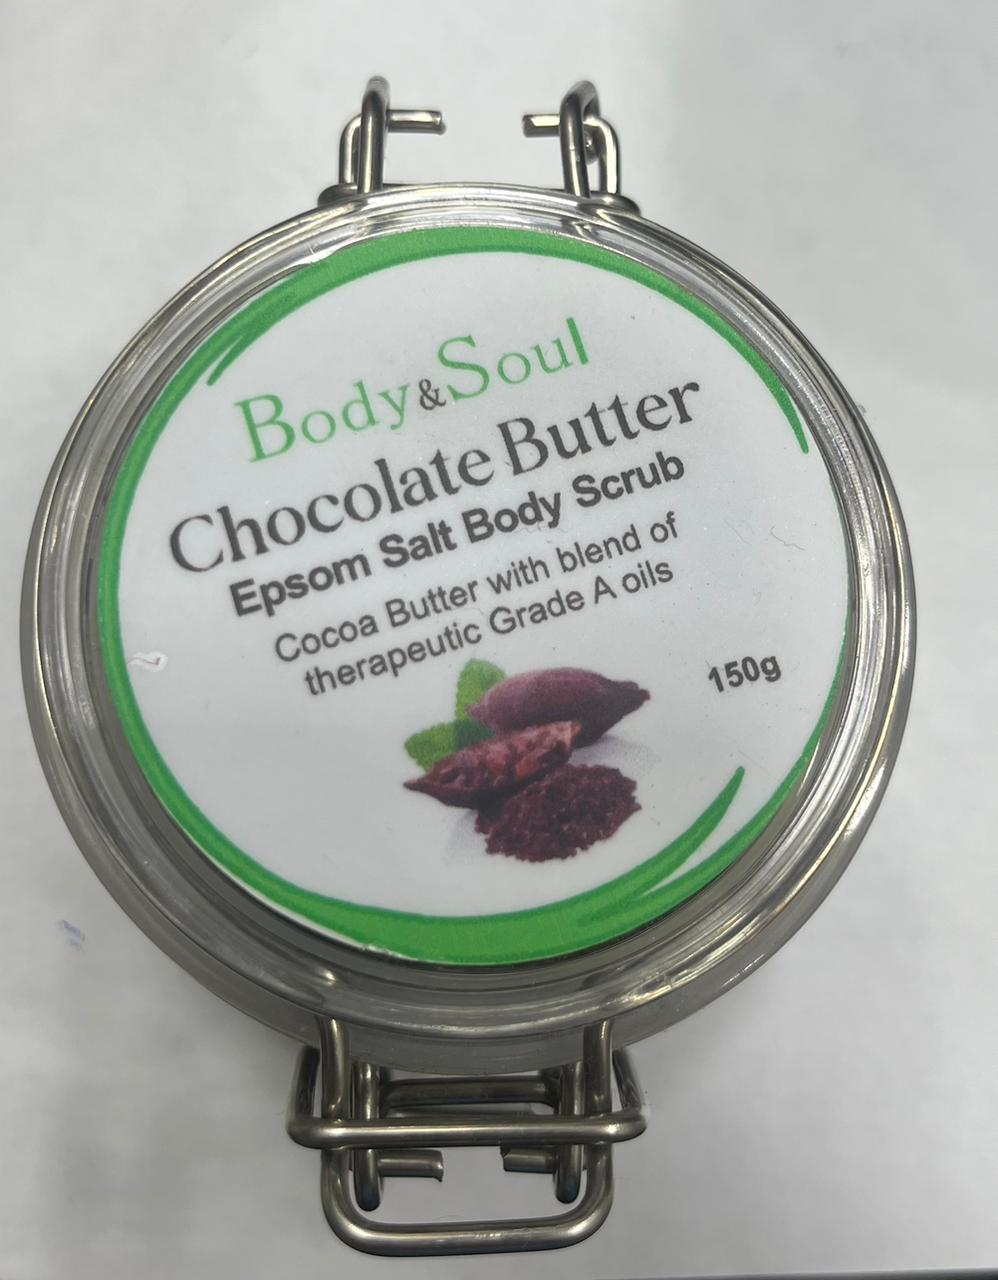 Body&Soul
Chocolate Butter
Epsom Salt Body Scrub
Cocoa Butter with blend of
therapeutic Grade A oils
150g